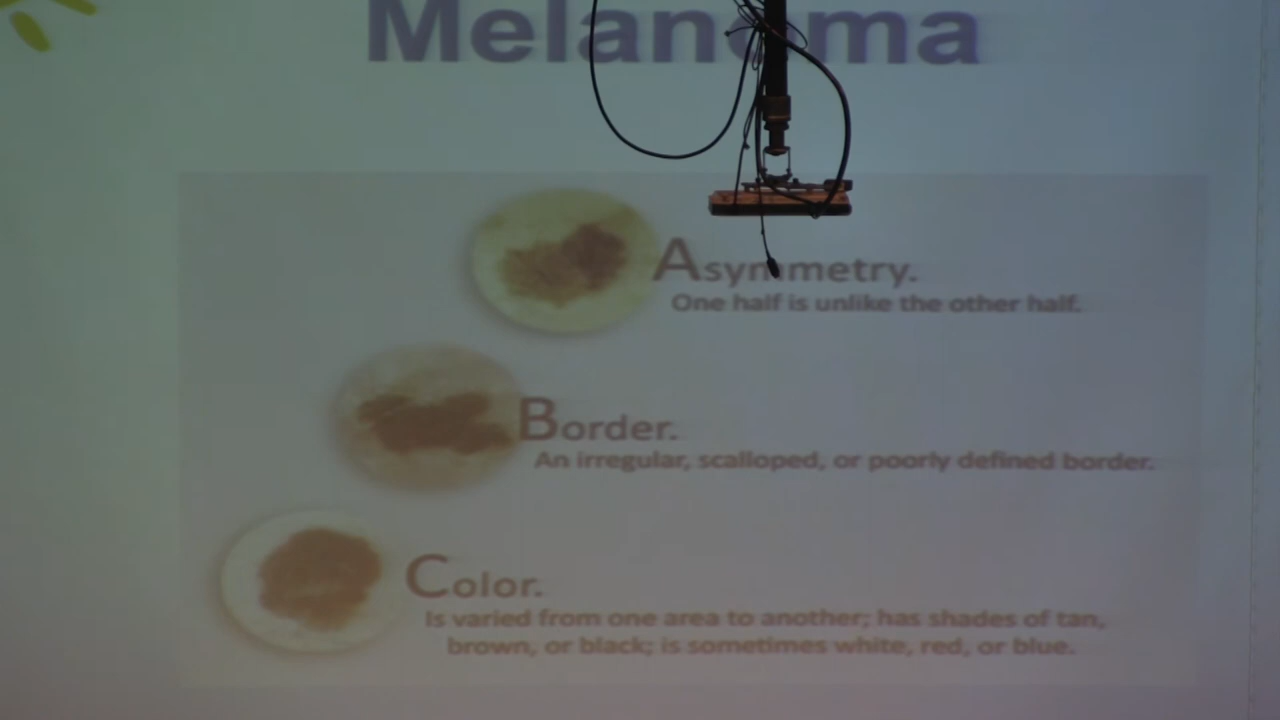 Melanoma
Asymmetry.
One half is unlike the other half.
Border.
An irregular, scalloped, or poorly defined border.
Color.
Is varied from one area to another; has shades of tan,
brown, or black; is sometimes white, red, or blue.